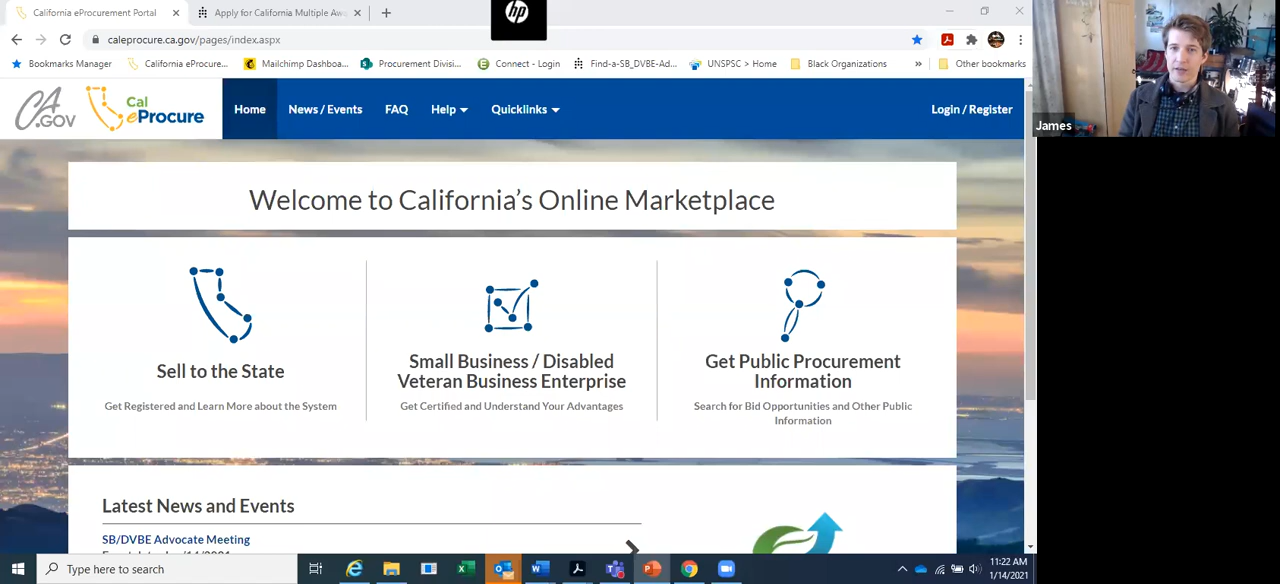 California eProcurement Portal
Apply for California Multiple Awa
hp
caleprocure.ca.gov/pages/index.aspx
Bookmarks Manager
California eProcure...
Mailchimp Dashboa...
Procurement Divisi...
Connect - Login
Find-a-SB_DVBE-Ad...
UNSPSC > Home
Black Organizations
»
Other bookmarks
CA
.GOV
Cal
eProcure
Home
News / Events
FAQ
Help
Quicklinks
Login / Register
James
Welcome to California's Online Marketplace
Sell to the State
Get Registered and Learn More about the System
Small Business / Disabled
Veteran Business Enterprise
Get Certified and Understand Your Advantages
Get Public Procurement
Information
Search for Bid Opportunities and Other Public
Information
Latest News and Events
SB/DVBE Advocate Meeting
Type here to search
11:22 AM
1/14/2021